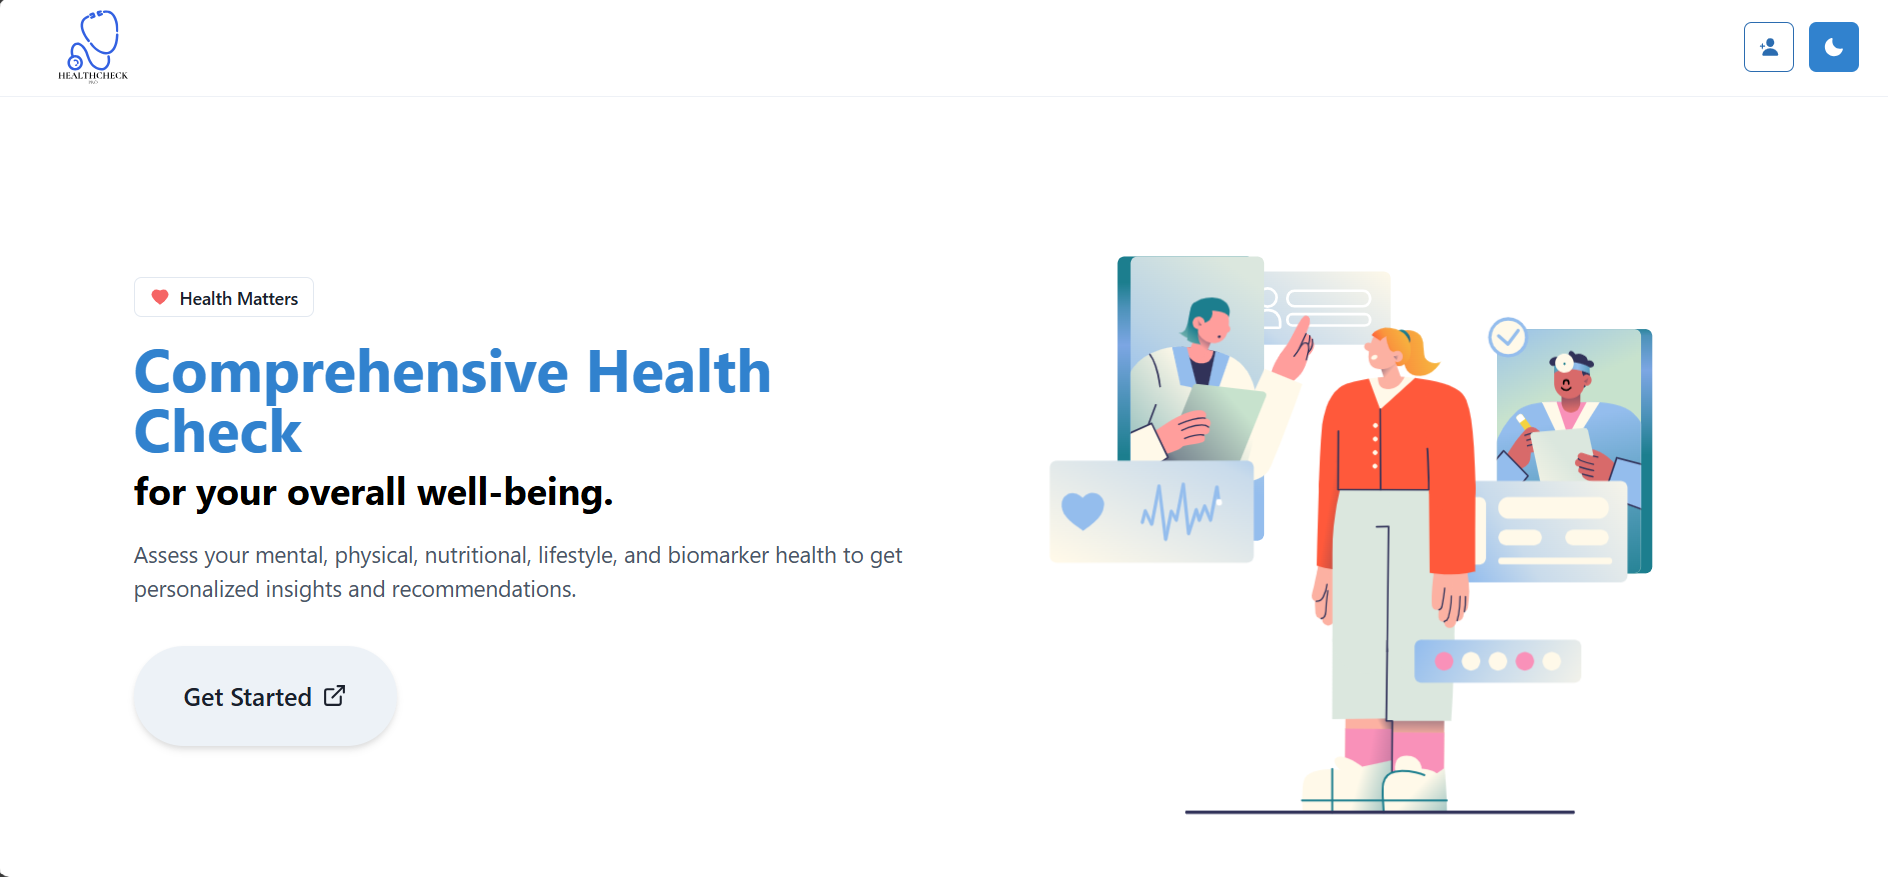 HEALTHCHECK
Health Matters
Comprehensive Health
Check
for your overall well-being.
Assess your mental, physical, nutritional, lifestyle, and biomarker health to get
personalized insights and recommendations.
Get Started